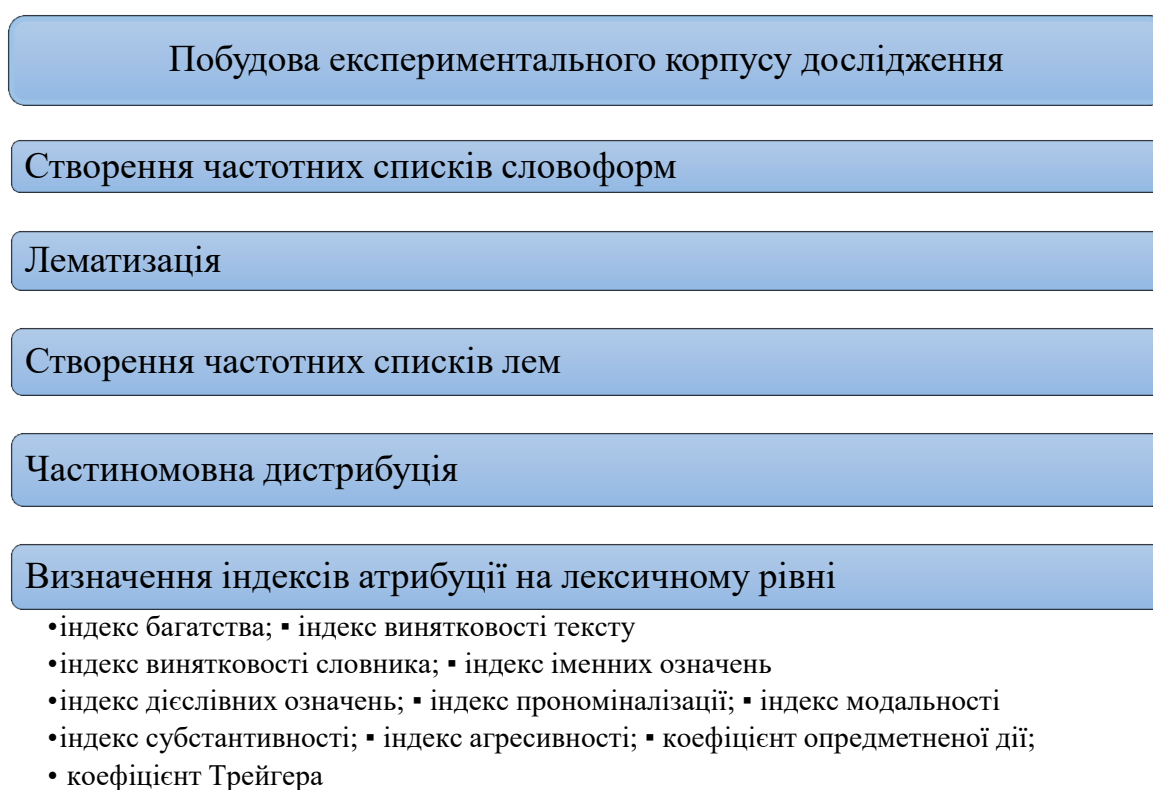 Побудова експериментального корпусу дослідження
Створення частотних списків словоформ
Лематизація
Створення частотних списків лем
Частиномовна дистрибуція
Визначення індексів атрибуції на лексичному рівні
•індекс багатства; ▪ індекс винятковості тексту
•індекс винятковості словника; ▪ індекс іменних означень
•індекс дієслівних означень; ▪ індекс прономіналізації; ▪ індекс модальності
•індекс субстантивності; ▪ індекс агресивності; ▪ коефіцієнт опредметненої дії;
• коефіцієнт Трейгера